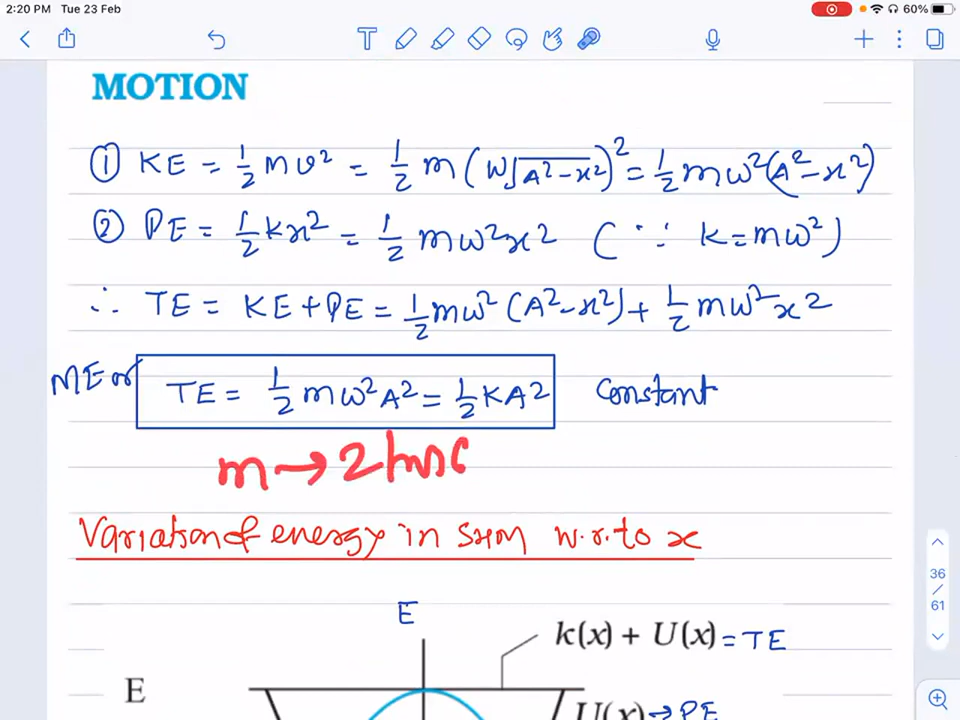 2:20 PM Tue 23 Feb 60%
MOTION
① KE = 1/2 mv² = 1/2 m(ω√(A²-x²))² = 1/2 mω²(A²-x²)
② PE = 1/2 kx² = 1/2 mω²x² (∵ k=mω²)
∴ TE = KE+PE = 1/2 mω²(A²-x²) + 1/2 mω²x²
ME or TE = 1/2 mω²A² = 1/2 KA² Constant
m → 2
Variation of energy in SHM w.r.to x
36
/
61
E
k(x) + U(x) = TE
E
U(x) → PE